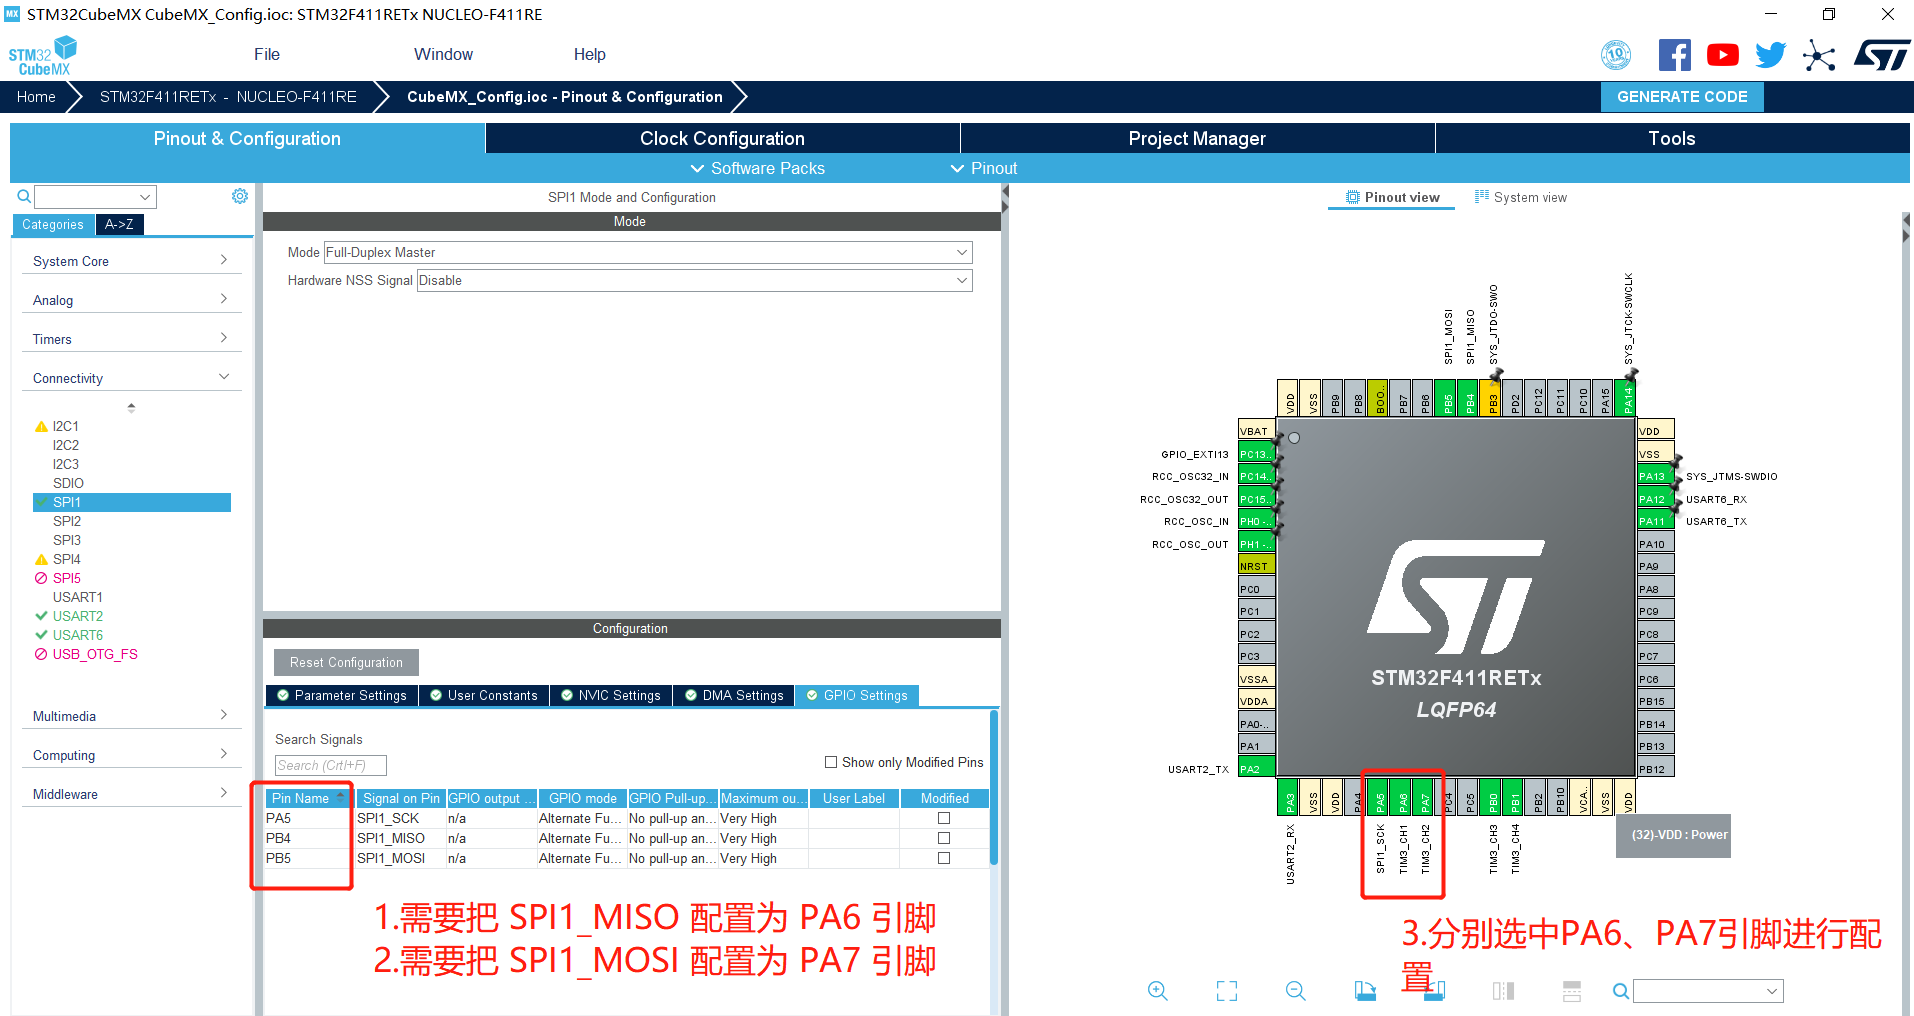 STM32CubeMX CubeMX_Config.ioc: STM32F411RETx NUCLEO-F411RE
STM32
CubeMX
File
Window
Help
Home
STM32F411RETx - NUCLEO-F411RE
CubeMX_Config.ioc - Pinout & Configuration
GENERATE CODE
Pinout & Configuration
Clock Configuration
Project Manager
Tools
Software Packs
Pinout
Categories
A->Z
System Core
Analog
Timers
Connectivity
I2C1
I2C2
I2C3
SDIO
SPI1
SPI2
SPI3
SPI4
SPI5
USART1
USART2
USART6
USB_OTG_FS
Multimedia
Computing
Middleware
SPI1 Mode and Configuration
Mode
Mode Full-Duplex Master
Hardware NSS Signal Disable
Configuration
Reset Configuration
Parameter Settings
User Constants
NVIC Settings
DMA Settings
GPIO Settings
Search Signals
Search (CrtI+F)
Show only Modified Pins
Pin Name Signal on Pin GPIO output ... GPIO mode GPIO Pull-up... Maximum ou... User Label Modified
PA5 SPI1_SCK n/a Alternate Fu... No pull-up an... Very High
PB4 SPI1_MISO n/a Alternate Fu... No pull-up an... Very High
PB5 SPI1_MOSI n/a Alternate Fu... No pull-up an... Very High
1.需要把 SPI1_MISO 配置为 PA6 引脚
2.需要把 SPI1_MOSI 配置为 PA7 引脚
Pinout view
System view
SPI1_MOSI
SPI1_MISO
SYS_JTDO-SWO
SYS_JTCK-SWCLK
VDD
VSS
PB9
PB8
BOO..
PB7
PB6
PB5
PB4
PB3
PD2
PC12
PC11
PC10
PA15
PA14
VBAT
GPIO_EXTI13 PC13..
RCC_OSC32_IN PC14..
RCC_OSC32_OUT PC15..
RCC_OSC_IN PH0 -..
RCC_OSC_OUT PH1 -..
NRST
PC0
PC1
PC2
PC3
VSSA
VDDA
PA0-..
PA1
USART2_TX PA2
STM32F411RETx
LQFP64
VDD
VSS
PA13 SYS_JTMS-SWDIO
PA12 USART6_RX
PA11 USART6_TX
PA10
PA9
PA8
PC9
PC8
PC7
PC6
PB15
PB14
PB13
PB12
PA3
VSS
VDD
PA4
PA5
PA6
PA7
PC4
PC5
PB0
PB1
PB2
PB10
VCA..
VSS
VDD
USART2_RX
SPI1_SCK
TIM3_CH1
TIM3_CH2
TIM3_CH3
TIM3_CH4
(32)-VDD : Power
3.分别选中PA6、PA7引脚进行配
置